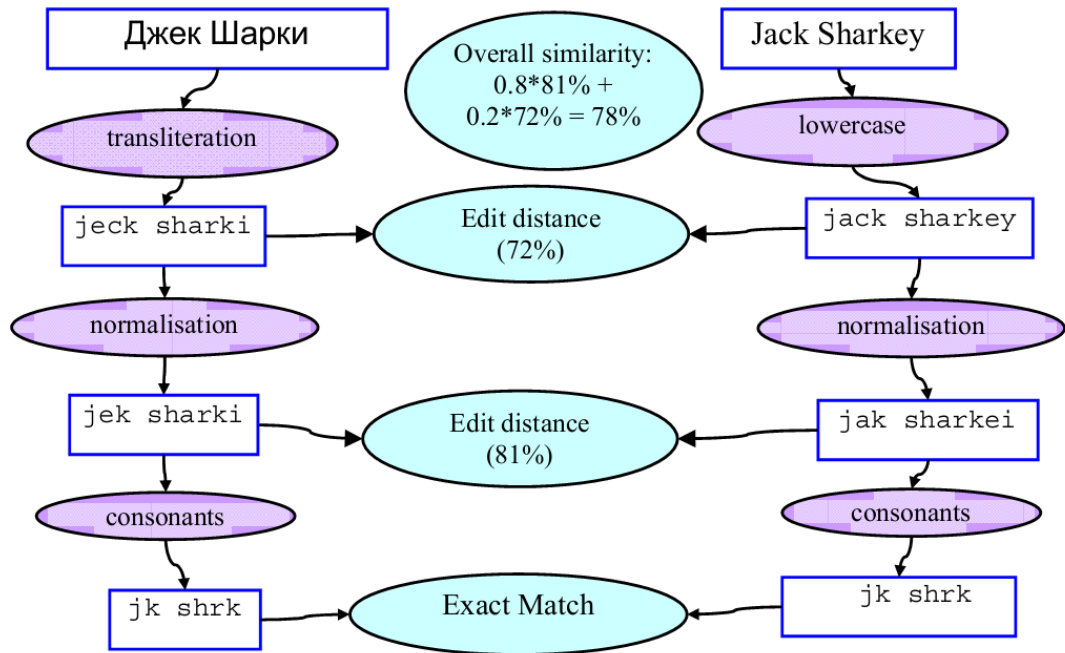 Джек Шарки
Overall similarity:
0.8*81% +
0.2*72% = 78%
Jack Sharkey
transliteration
lowercase
jeck sharki
Edit distance
(72%)
jack sharkey
normalisation
normalisation
jek sharki
Edit distance
(81%)
jak sharkei
consonants
consonants
jk shrk
Exact Match
jk shrk